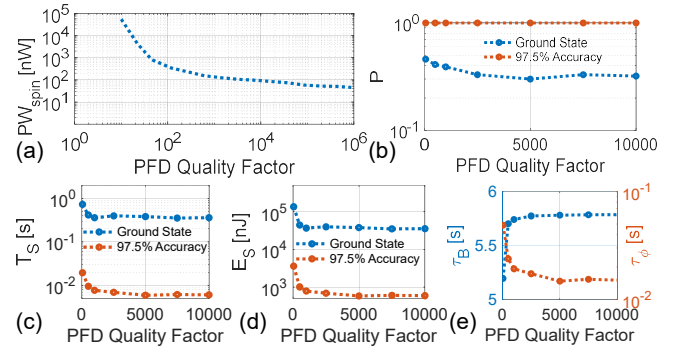 (a)
PW_spin [nW]
10^5
10^4
10^3
10^2
10^1
10^0
10^2
10^4
10^6
PFD Quality Factor
(b)
P
10^0
10^-1
Ground State
97.5% Accuracy
0
5000
10000
PFD Quality Factor
(c)
T_S [s]
10^0
10^-1
10^-2
Ground State
97.5% Accuracy
0
5000
10000
PFD Quality Factor
(d)
E_S [nJ]
10^5
10^4
10^3
Ground State
97.5% Accuracy
0
5000
10000
PFD Quality Factor
(e)
τ_B [s]
6
5.5
5
τ_ϕ [s]
10^-1
10^-2
0
5000
10000
PFD Quality Factor